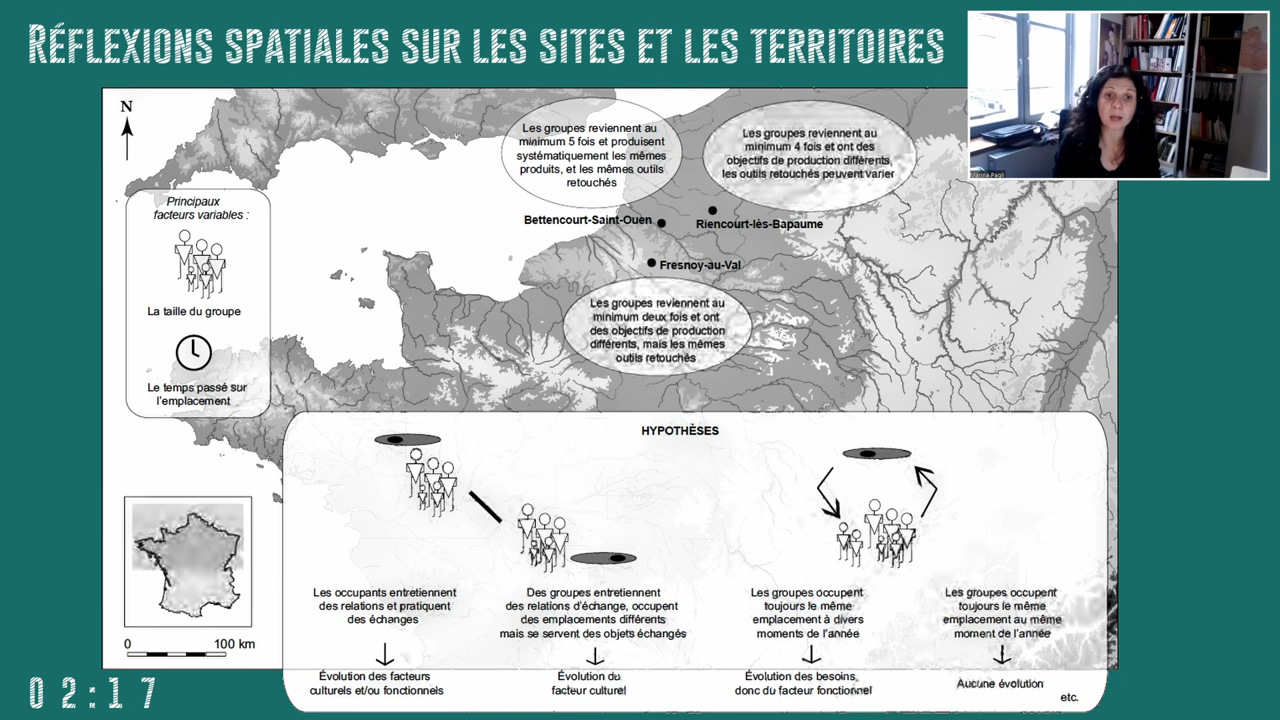 RÉFLEXIONS SPATIALES SUR LES SITES ET LES TERRITOIRES
Marina Pagli
N
Les groupes reviennent au
minimum 5 fois et produisent
systématiquement les mêmes
produits, et les mêmes outils
retouchés
Les groupes reviennent au
minimum 4 fois et ont des
objectifs de production différents,
les outils retouchés peuvent varier
Principaux
facteurs variables :
La taille du groupe
Le temps passé sur
l'emplacement
Bettencourt-Saint-Ouen
Riencourt-lès-Bapaume
Fresnoy-au-Val
Les groupes reviennent au
minimum deux fois et ont
des objectifs de production
différents, mais les mêmes
outils retouchés
HYPOTHÈSES
Les occupants entretiennent
des relations et pratiquent
des échanges
Des groupes entretiennent
des relations d'échange, occupent
des emplacements différents
mais se servent des objets échangés
Les groupes occupent
toujours le même
emplacement à divers
moments de l'année
Les groupes occupent
toujours le même
emplacement au même
moment de l'année
Évolution des facteurs
culturels et/ou fonctionnels
Évolution du
facteur culturel
Évolution des besoins,
donc du facteur fonctionnel
Aucune évolution
etc.
0 100 km
02:17